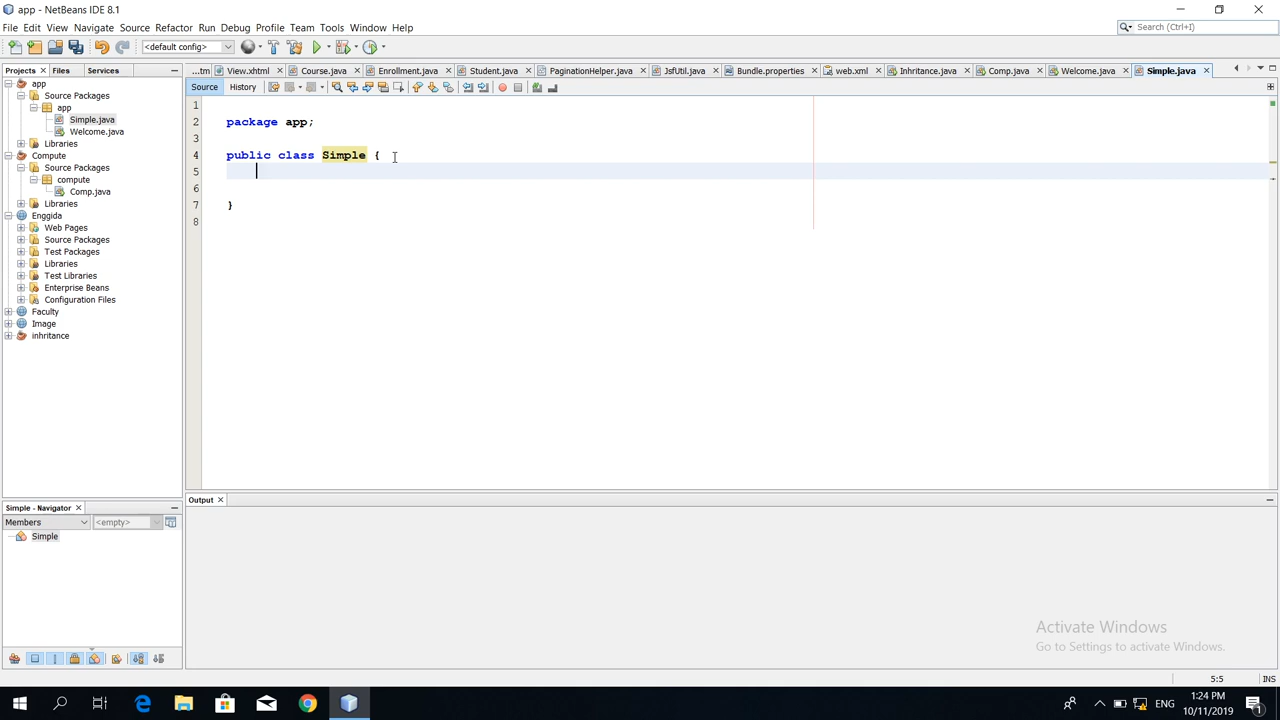 app - NetBeans IDE 8.1
File Edit View Navigate Source Refactor Run Debug Profile Team Tools Window Help
Search (Ctrl+I)
<default config>
Projects Files Services
...tm View.xhtml Course.java Enrollment.java Student.java PaginationHelper.java JsfUtil.java Bundle.properties web.xml Inhritance.java Comp.java Welcome.java Simple.java
Source History
app
Source Packages
app
Simple.java
Welcome.java
Libraries
Compute
Source Packages
compute
Comp.java
Libraries
Enggida
Web Pages
Source Packages
Test Packages
Libraries
Test Libraries
Enterprise Beans
Configuration Files
Faculty
Image
inhritance
1
2 package app;
3
4 public class Simple {
5
6
7 }
8
Output
Simple - Navigator
Members <empty>
Simple
Activate Windows
Go to Settings to activate Windows.
5:5 INS
ENG
1:24 PM
10/11/2019
1